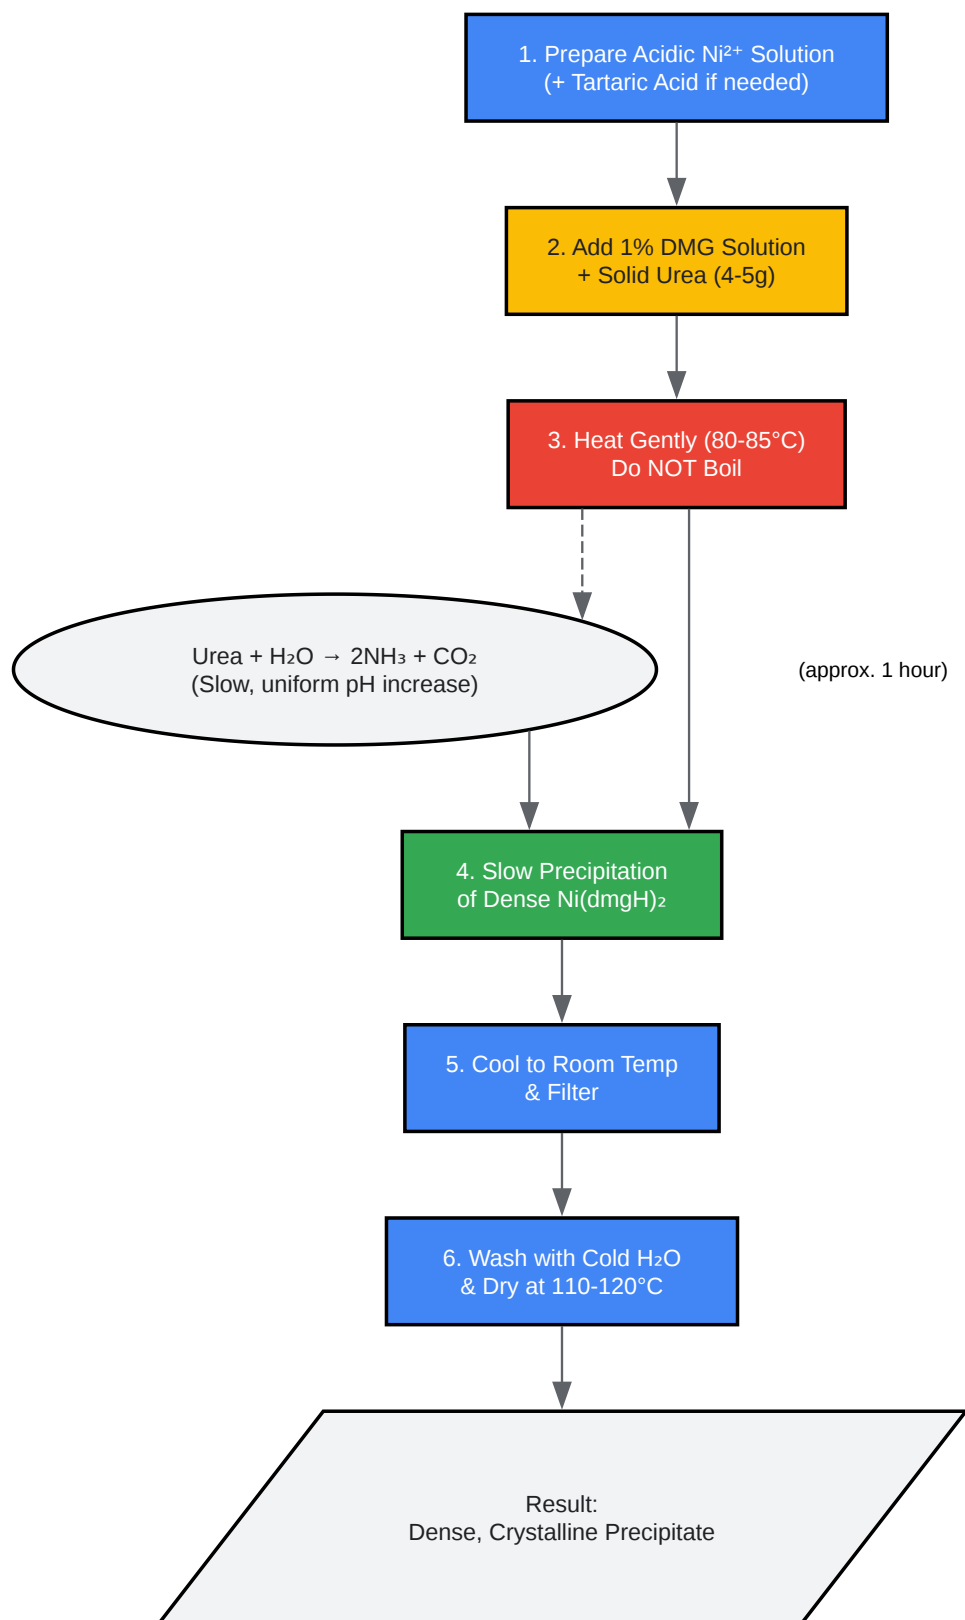 1. Prepare Acidic Ni²⁺ Solution
(+ Tartaric Acid if needed)
2. Add 1% DMG Solution
+ Solid Urea (4-5g)
3. Heat Gently (80-85°C)
Do NOT Boil
Urea + H₂O → 2NH₃ + CO₂
(Slow, uniform pH increase)
(approx. 1 hour)
4. Slow Precipitation
of Dense Ni(dmgH)₂
5. Cool to Room Temp
& Filter
6. Wash with Cold H₂O
& Dry at 110-120°C
Result:
Dense, Crystalline Precipitate